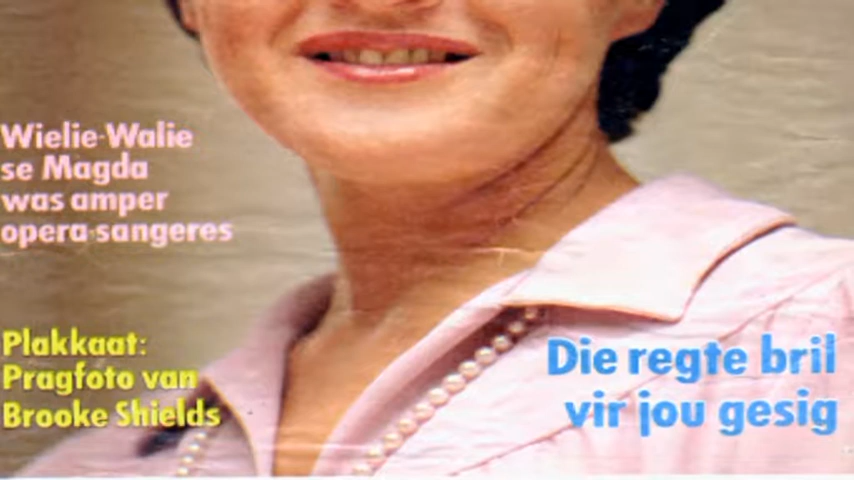 Wielie-Walie
se Magda
was amper
opera-sangeres
Plakkaat:
Pragfoto van
Brooke Shields
Die regte bril
vir jou gesig